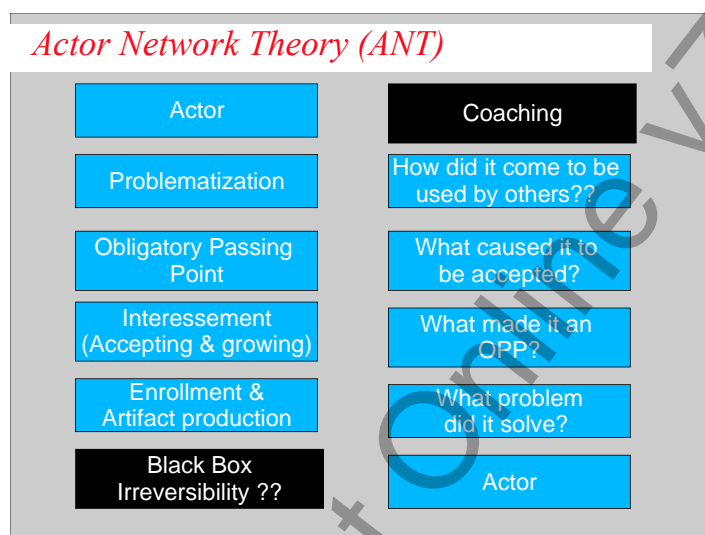 Actor Network Theory (ANT)
Actor
Problematization
Obligatory Passing
Point
Interessement
(Accepting & growing)
Enrollment &
Artifact production
Black Box
Irreversibility ??
Coaching
How did it come to be
used by others??
What caused it to
be accepted?
What made it an
OPP?
What problem
did it solve?
Actor
t Online v